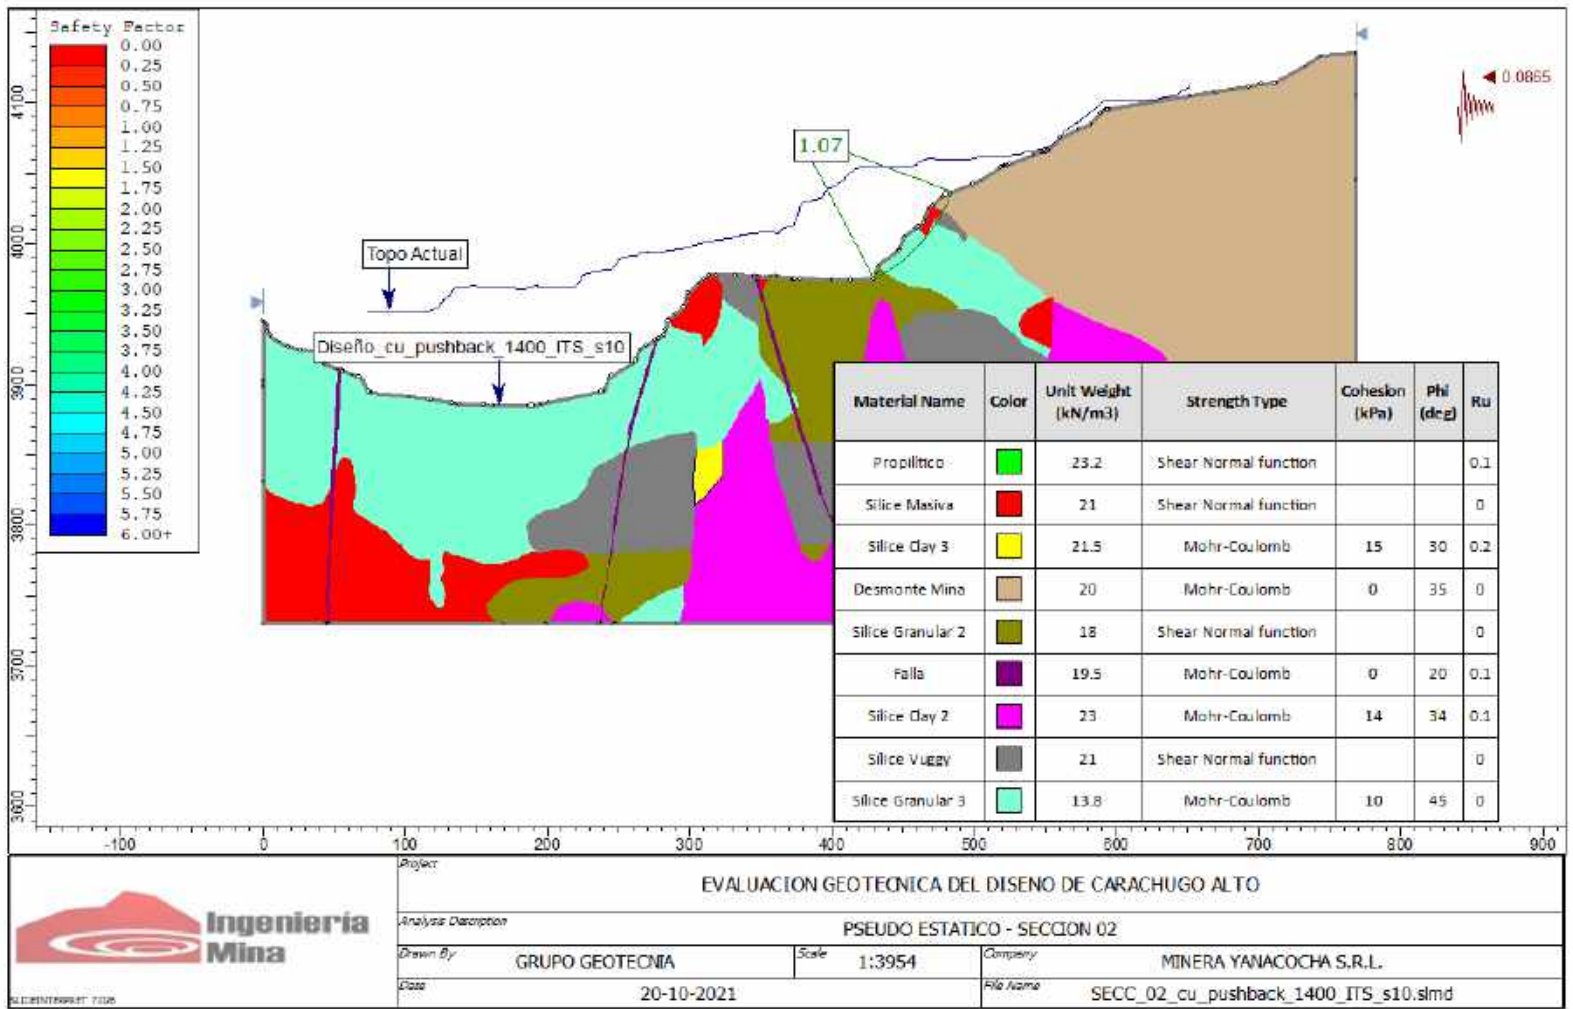 Safety Factor
0.00
0.25
0.50
0.75
1.00
1.25
1.50
1.75
2.00
2.25
2.50
2.75
3.00
3.25
3.50
3.75
4.00
4.25
4.50
4.75
5.00
5.25
5.50
5.75
6.00+
4100
4000
3900
3800
3700
3600
0.0865
1.07
Topo Actual
Diseño_cu_pushback_1400_ITS_s10
Material Name Color Unit Weight (kN/m3) Strength Type Cohesion (kPa) Phi (deg) Ru
Propilítico 23.2 Shear Normal function 0.1
Silice Masiva 21 Shear Normal function 0
Silice Clay 3 21.5 Mohr-Coulomb 15 30 0.2
Desmonte Mina 20 Mohr-Coulomb 0 35 0
Silice Granular 2 18 Shear Normal function 0
Falla 19.5 Mohr-Coulomb 0 20 0.1
Silice Clay 2 23 Mohr-Coulomb 14 34 0.1
Silice Vuggy 21 Shear Normal function 0
Silice Granular 3 13.8 Mohr-Coulomb 10 45 0
-100 0 100 200 300 400 500 600 700 800 900
Ingeniería
Mina
Project
EVALUACION GEOTECNICA DEL DISENO DE CARACHUGO ALTO
Analysis Description
PSEUDO ESTATICO - SECCION 02
Drawn By GRUPO GEOTECNIA
Scale 1:3954
Company MINERA YANACOCHA S.R.L.
Date 20-10-2021
File Name SECC_02_cu_pushback_1400_ITS_s10.slmd